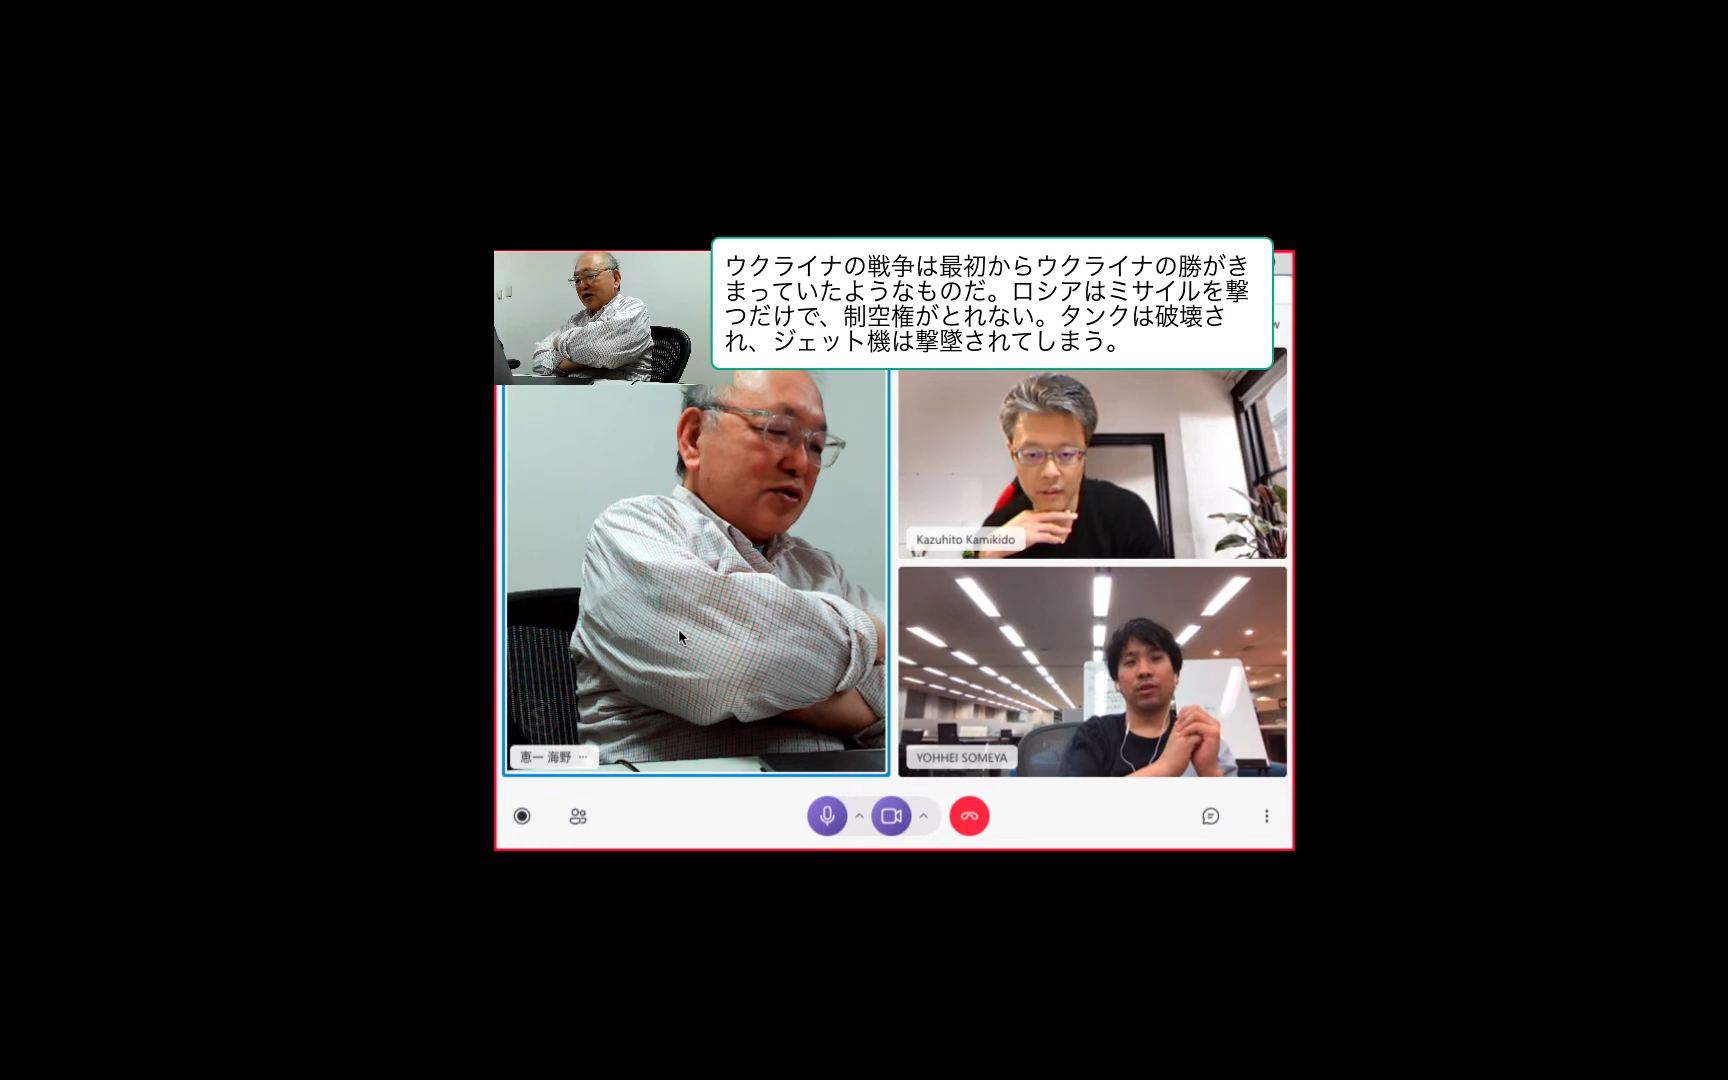 ウクライナの戦争は最初からウクライナの勝がき
まっていたようなものだ。ロシアはミサイルを撃
つだけで、制空権がとれない。タンクは破壊さ
れ、ジェット機は撃墜されてしまう。
Kazuhito Kamikido
恵一 海野 ···
YOHHEI SOMEYA